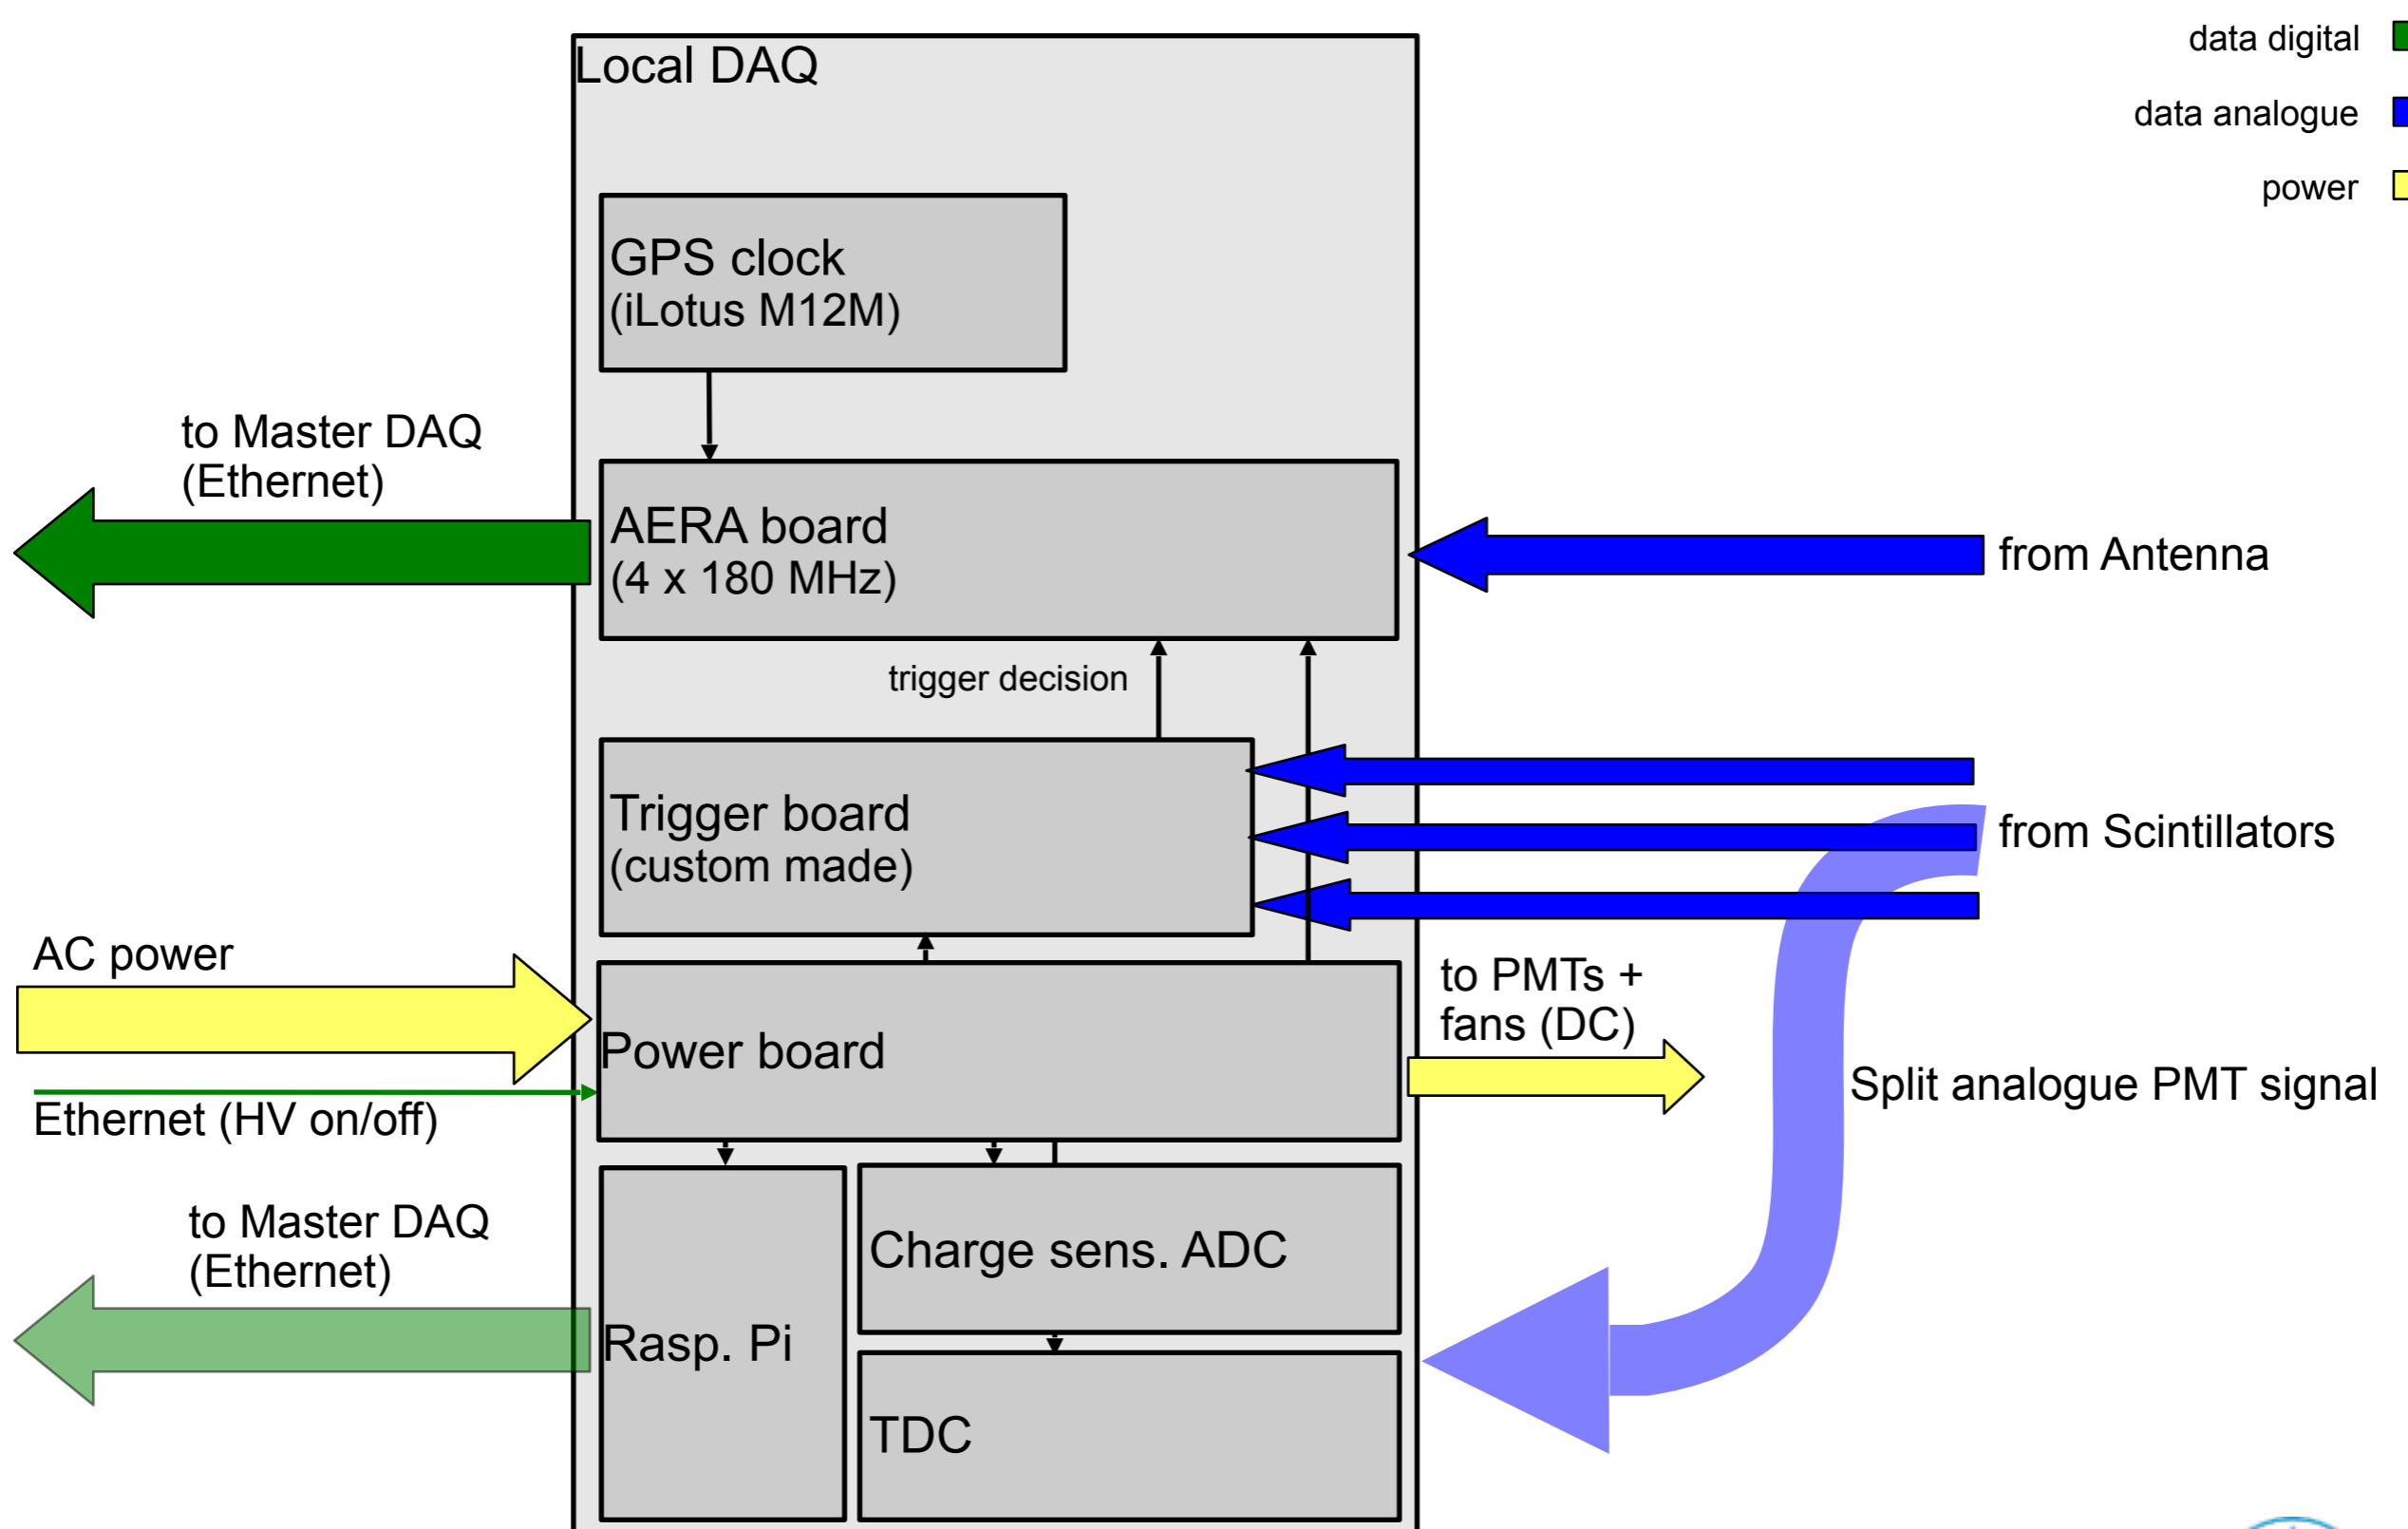 data digital
data analogue
power
Local DAQ
GPS clock
(iLotus M12M)
to Master DAQ
(Ethernet)
AERA board
(4 x 180 MHz)
from Antenna
trigger decision
Trigger board
(custom made)
from Scintillators
AC power
to PMTs +
fans (DC)
Power board
Split analogue PMT signal
Ethernet (HV on/off)
to Master DAQ
(Ethernet)
Charge sens. ADC
Rasp. Pi
TDC